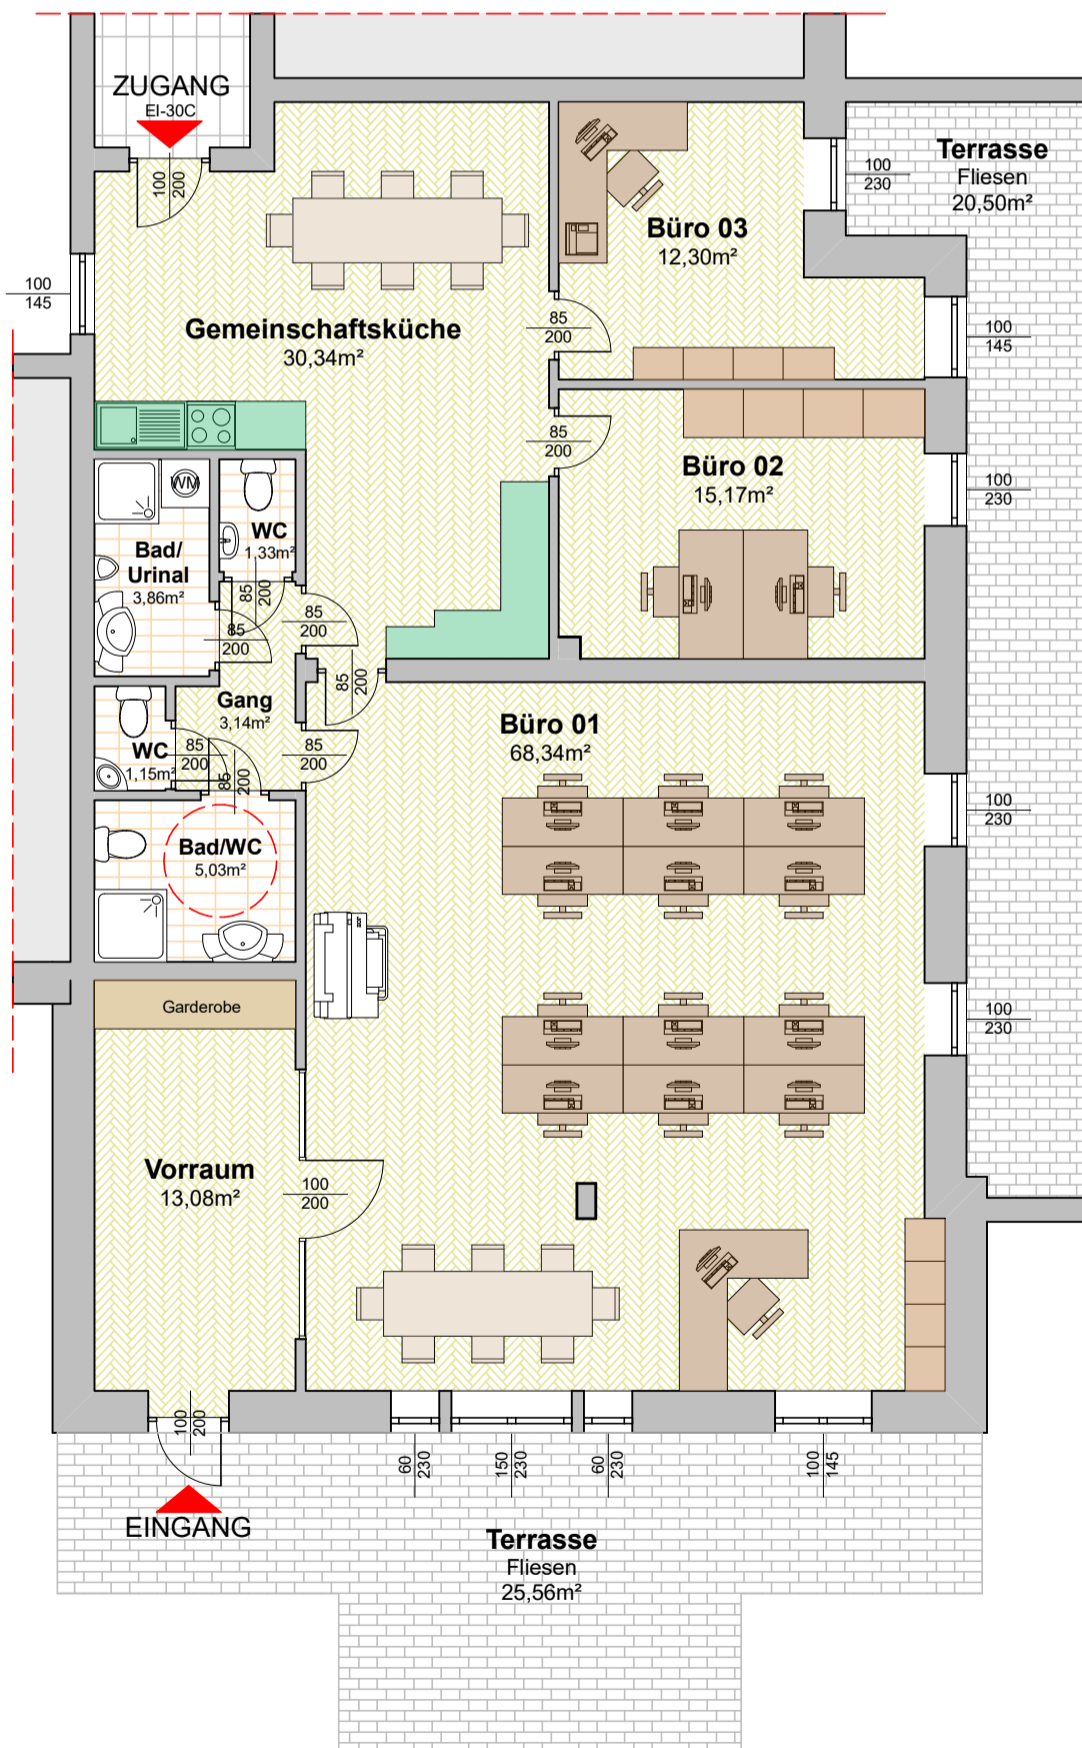 ZUGANG
EI-30C
100
200
Terrasse
Fliesen
20,50m²
100
230
Büro 03
12,30m²
100
145
Gemeinschaftsküche
30,34m²
85
200
100
145
85
200
Büro 02
15,17m²
100
230
WM
WC
1,33m²
Bad/
Urinal
3,86m²
85
200
85
200
85
200
85
200
Gang
3,14m²
Büro 01
68,34m²
WC
1,15m²
85
200
85
200
85
200
100
230
Bad/WC
5,03m²
Garderobe
100
230
Vorraum
13,08m²
100
200
100
200
60
230
150
230
60
230
100
145
EINGANG
Terrasse
Fliesen
25,56m²